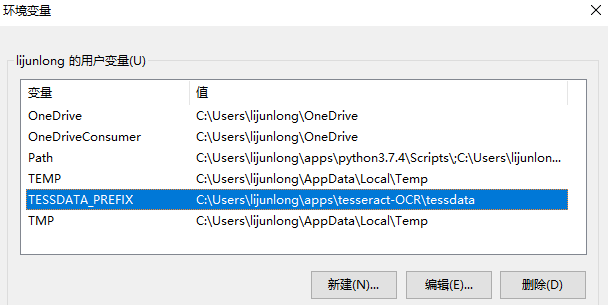 环境变量
lijunlong 的用户变量(U)
变量 值
OneDrive C:\Users\lijunlong\OneDrive
OneDriveConsumer C:\Users\lijunlong\OneDrive
Path C:\Users\lijunlong\apps\python3.7.4\Scripts\;C:\Users\lijunlon...
TEMP C:\Users\lijunlong\AppData\Local\Temp
TESSDATA_PREFIX C:\Users\lijunlong\apps\tesseract-OCR\tessdata
TMP C:\Users\lijunlong\AppData\Local\Temp
新建(N)... 编辑(E)... 删除(D)